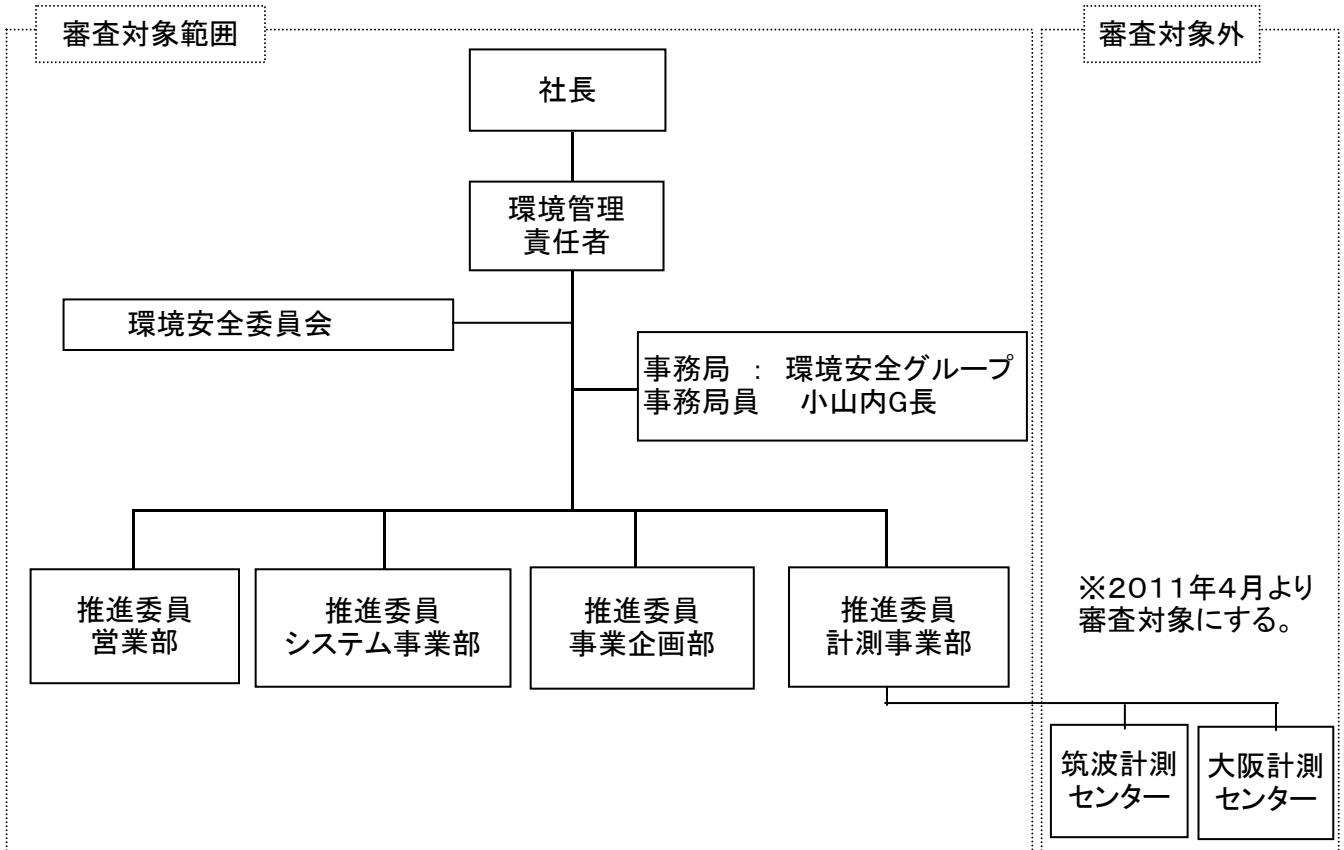 審査対象範囲
審査対象外
社長
環境管理
責任者
環境安全委員会
事務局 : 環境安全グループ
事務局員 小山内G長
推進委員
営業部
推進委員
システム事業部
推進委員
事業企画部
推進委員
計測事業部
※2011年4月より
審査対象にする。
筑波計測
センター
大阪計測
センター